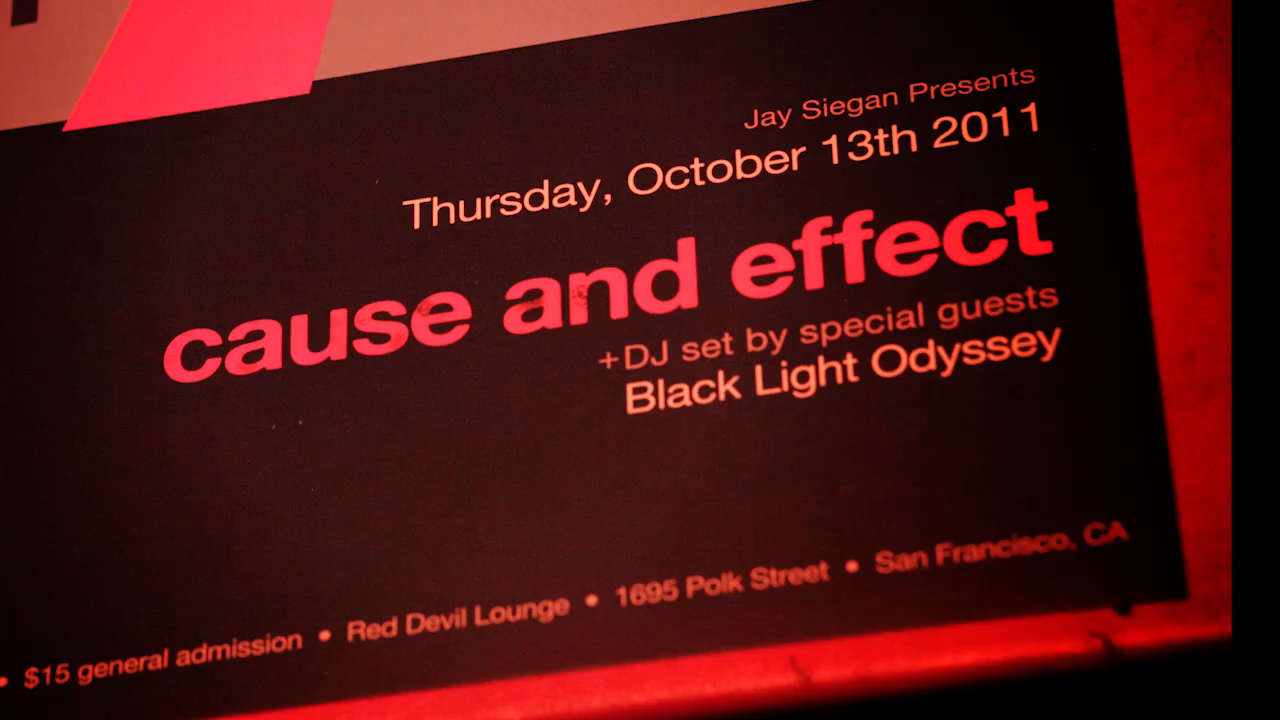 Jay Siegan Presents
Thursday, October 13th 2011
cause and effect
+DJ set by special guests
Black Light Odyssey
• $15 general admission • Red Devil Lounge • 1695 Polk Street • San Francisco, CA